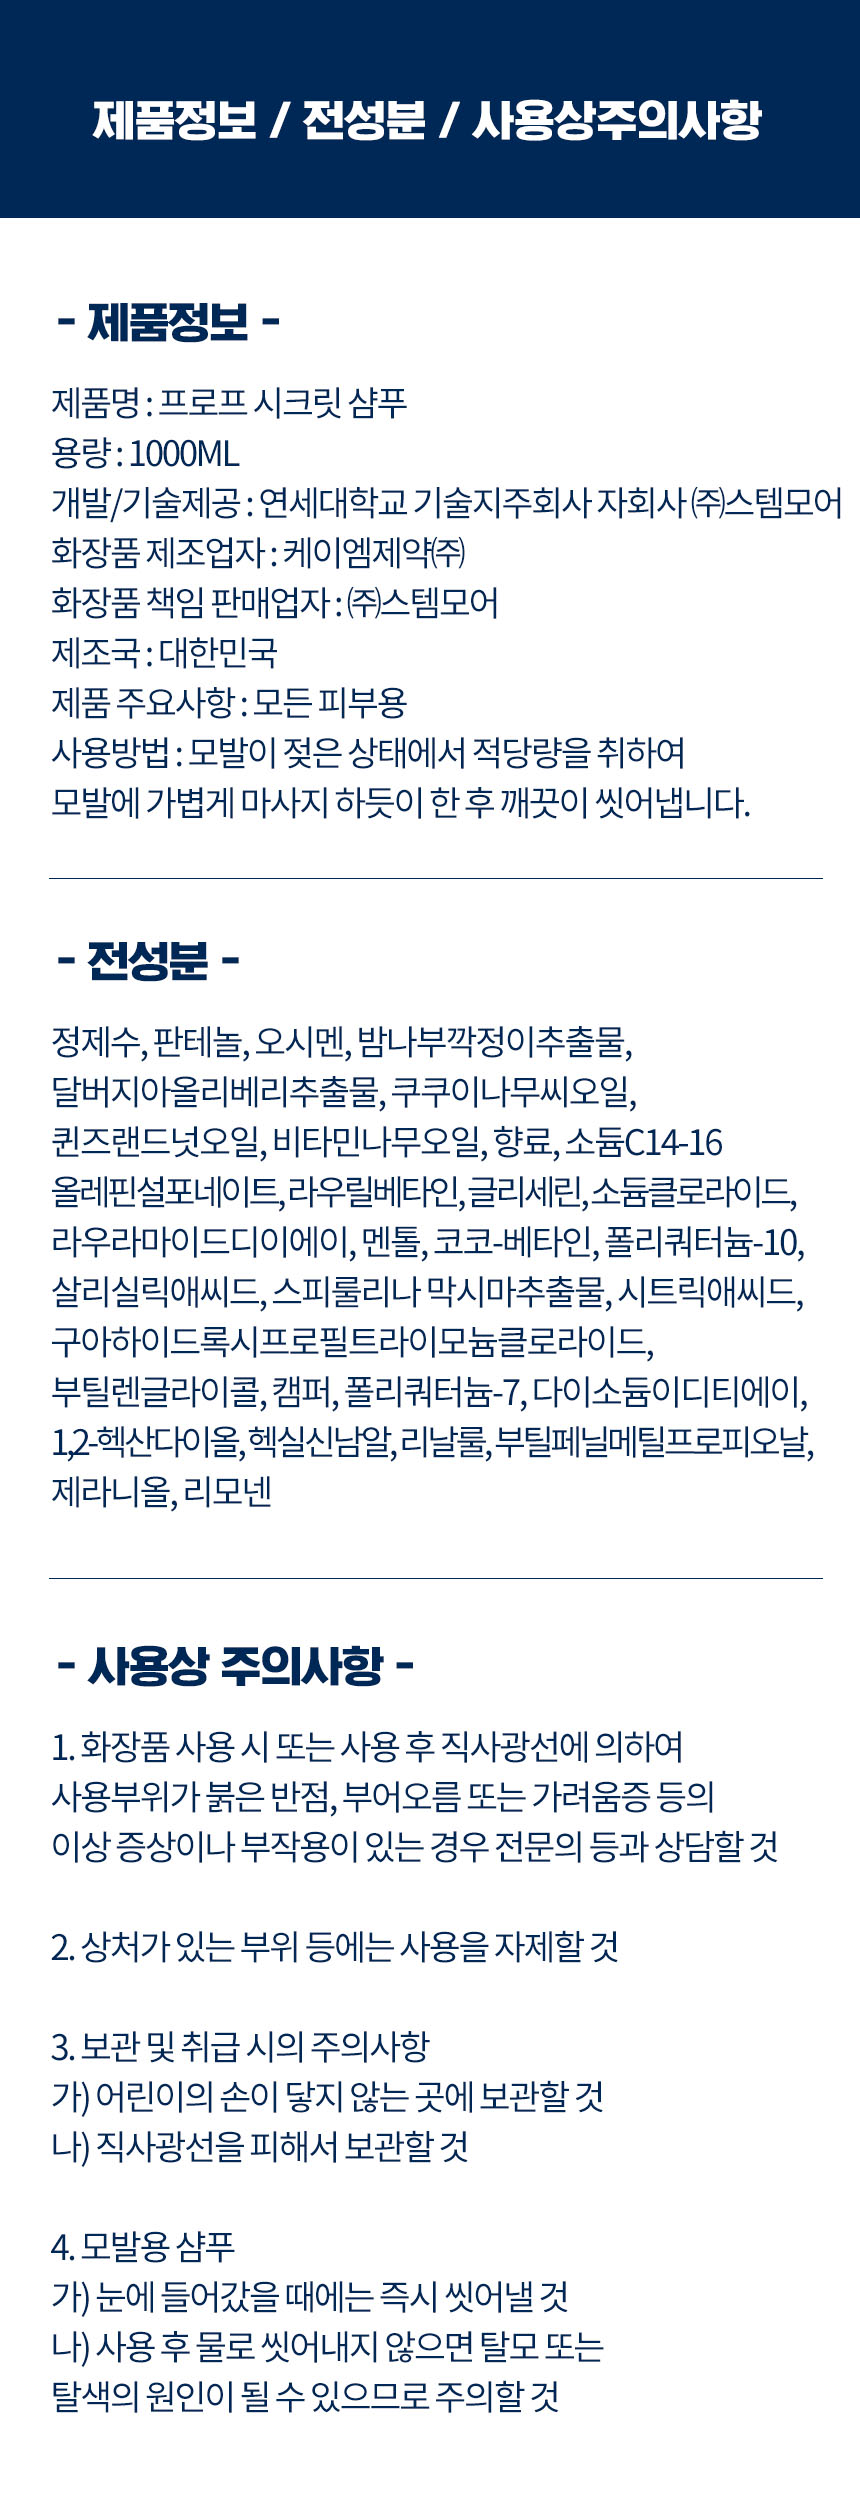 제품정보 / 전성분 / 사용상주의사항
- 제품정보 -
제품명 : 프로프 시크릿 샴푸
용량 : 1000ML
개발/기술제공 : 연세대학교 기술지주회사 자회사 ㈜스템모어
화장품 제조업자 : 케이엠제약㈜
화장품 책임 판매업자 : ㈜스템모어
제조국 : 대한민국
제품 주요사항 : 모든 피부용
사용방법 : 모발이 젖은 상태에서 적당량을 취하여
모발에 가볍게 마사지 하듯이 한 후 깨끗이 씻어냅니다.
- 전성분 -
정제수, 판테놀, 오시멘, 밤나부깍정이추출물,
달버지아올리베리추출물, 쿠쿠이나무씨오일,
퀸즈랜드넛오일, 비타민나무오일, 향료, 소듐C14-16
올레핀설포네이트, 라우릴베타인, 글리세린, 소듐클로라이드,
라우라마이드디이에이, 멘톨, 코코-베타인, 폴리쿼터늄-10,
살리실릭애씨드, 스피룰리나 막시마추출물, 시트릭애씨드,
구아하이드록시프로필트라이모늄클로라이드,
부틸렌글라이콜, 캠퍼, 폴리쿼터늄-7, 다이소듐이디티에이,
1,2-헥산다이올, 헥실신남알, 리날룰, 부틸페닐메틸프로피오날,
제라니올, 리모넨
- 사용상 주의사항 -
1. 화장품 사용 시 또는 사용 후 직사광선에 의하여
사용부위가 붉은 반점, 부어오름 또는 가려움증 등의
이상 증상이나 부작용이 있는 경우 전문의 등과 상담할 것
2. 상처가 있는 부위 등에는 사용을 자제할 것
3. 보관 및 취급 시의 주의사항
가) 어린이의 손이 닿지 않는 곳에 보관할 것
나) 직사광선을 피해서 보관할 것
4. 모발용 샴푸
가) 눈에 들어갔을 때에는 즉시 씻어낼 것
나) 사용 후 물로 씻어내지 않으면 탈모 또는
탈색의 원인이 될 수 있으므로 주의할 것